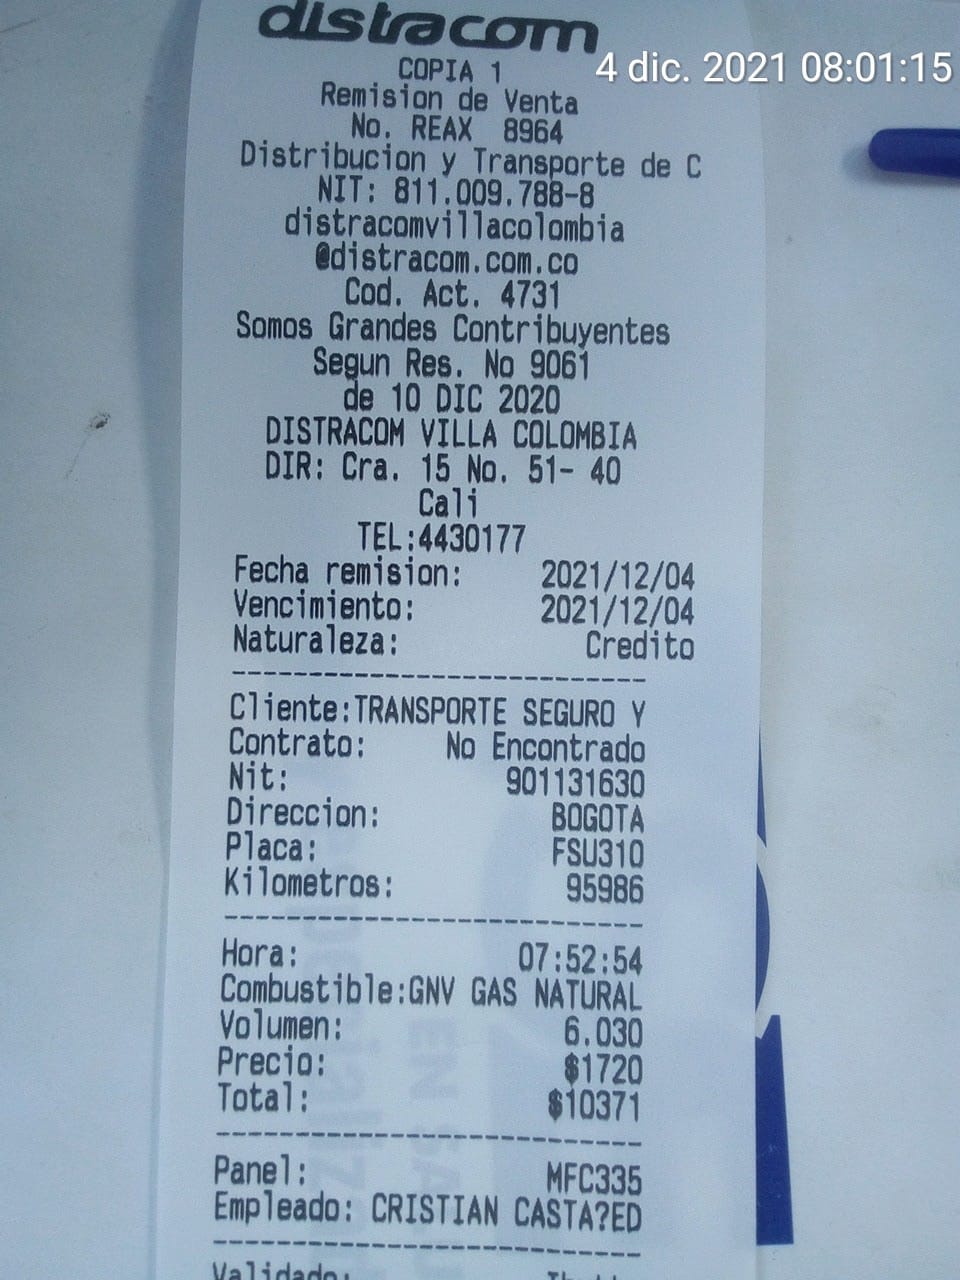 distracom
4 dic. 2021 08:01:15
COPIA 1
Remision de Venta
No. REAX 8964
Distribucion y Transporte de C
NIT: 811.009.788-8
distracomvillacolombia
@distracom.com.co
Cod. Act. 4731
Somos Grandes Contribuyentes
Segun Res. No 9061
de 10 DIC 2020
DISTRACOM VILLA COLOMBIA
DIR: Cra. 15 No. 51- 40
Cali
TEL:4430177
Fecha remision: 2021/12/04
Vencimiento: 2021/12/04
Naturaleza: Credito
Cliente:TRANSPORTE SEGURO Y
Contrato: No Encontrado
Nit: 901131630
Direccion: BOGOTA
Placa: FSU310
Kilometros: 95986
Hora: 07:52:54
Combustible:GNV GAS NATURAL
Volumen: 6.030
Precio: $1720
Total: $10371
Panel: MFC335
Empleado: CRISTIAN CASTA?ED
Validado: